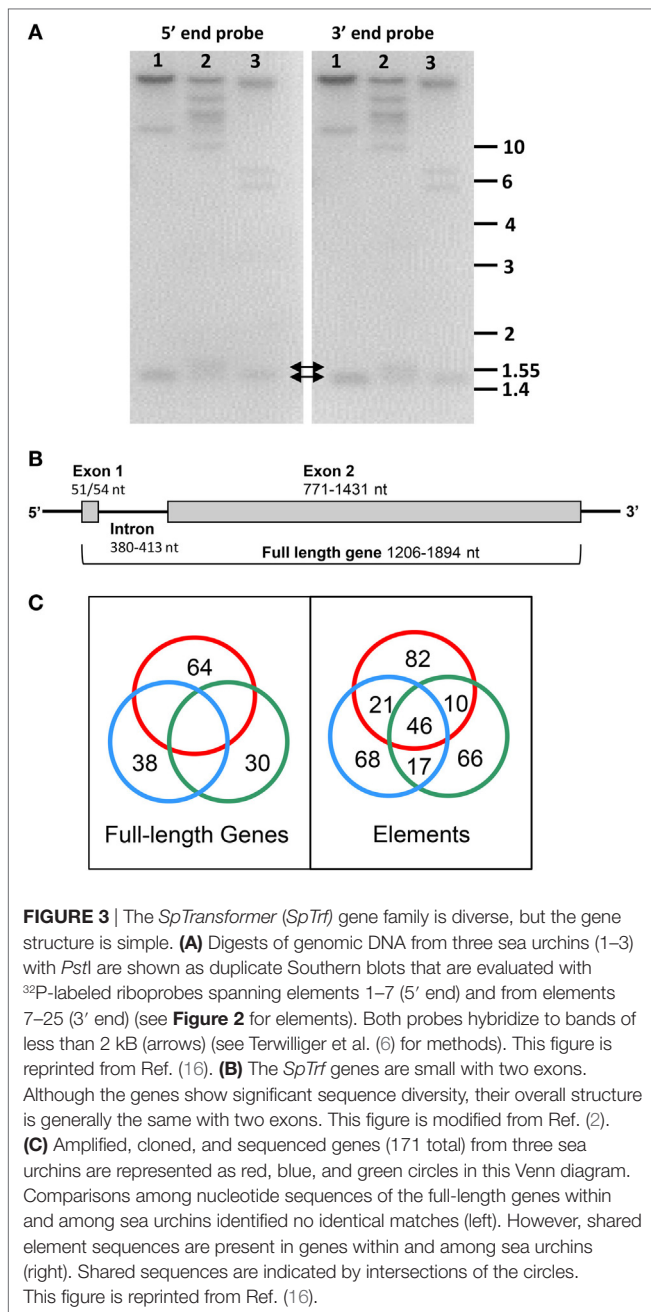 A
5′ end probe
3′ end probe
1 2 3
1 2 3
10
6
4
3
2
1.55
1.4
B
Exon 1
51/54 nt
Exon 2
771-1431 nt
5′
3′
Intron
380-413 nt
Full length gene 1206-1894 nt
C
64
38
30
Full-length Genes
82
21
10
46
68
17
66
Elements
FIGURE 3 | The SpTransformer (SpTrf) gene family is diverse, but the gene
structure is simple. (A) Digests of genomic DNA from three sea urchins (1–3)
with PstI are shown as duplicate Southern blots that are evaluated with
³²P-labeled riboprobes spanning elements 1–7 (5′ end) and from elements
7–25 (3′ end) (see Figure 2 for elements). Both probes hybridize to bands of
less than 2 kB (arrows) (see Terwilliger et al. (6) for methods). This figure is
reprinted from Ref. (16). (B) The SpTrf genes are small with two exons.
Although the genes show significant sequence diversity, their overall structure
is generally the same with two exons. This figure is modified from Ref. (2).
(C) Amplified, cloned, and sequenced genes (171 total) from three sea
urchins are represented as red, blue, and green circles in this Venn diagram.
Comparisons among nucleotide sequences of the full-length genes within
and among sea urchins identified no identical matches (left). However, shared
element sequences are present in genes within and among sea urchins
(right). Shared sequences are indicated by intersections of the circles.
This figure is reprinted from Ref. (16).